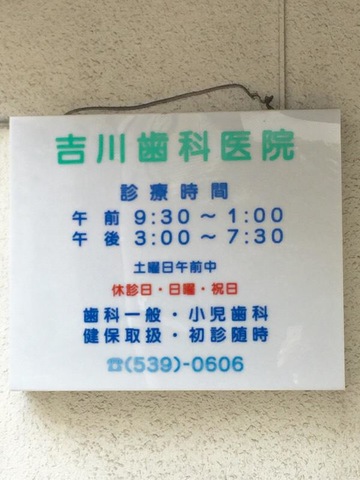 吉川歯科医院
診療時間
午前 9:30～1:00
午後 3:00～7:30
土曜日午前中
休診日・日曜・祝日
歯科一般・小児歯科
健保取扱・初診随時
☎(539)-0606